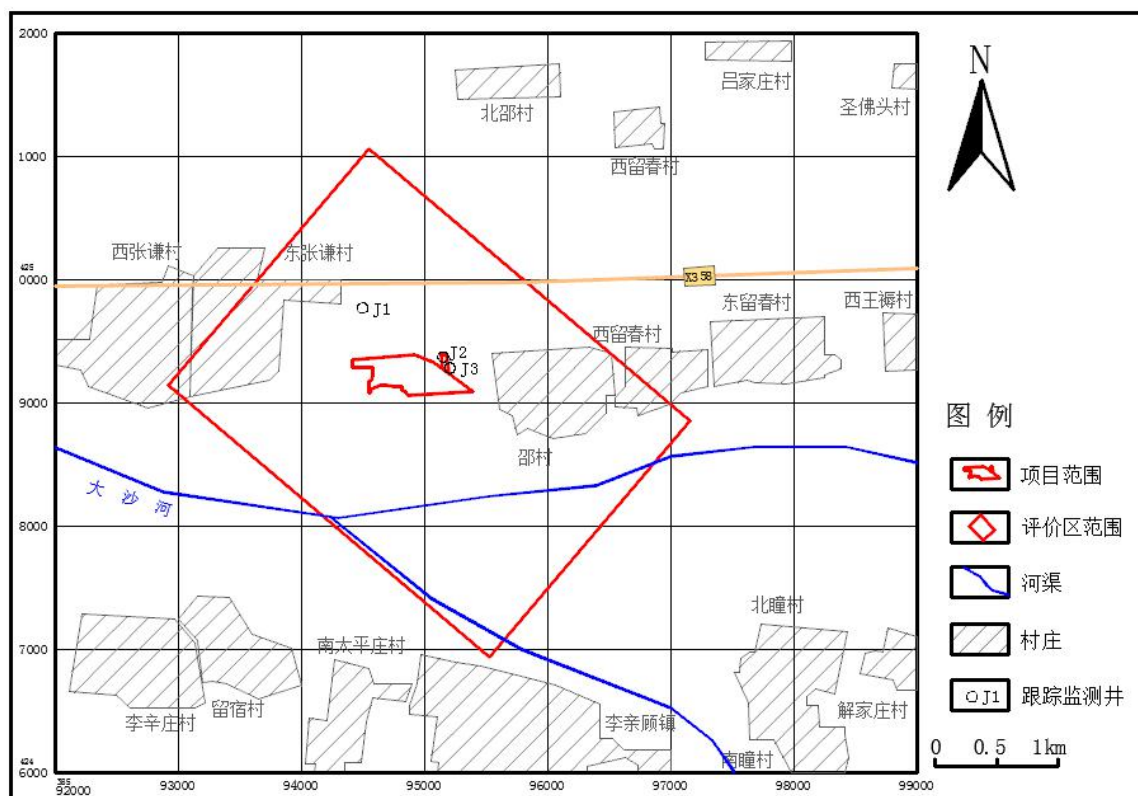 2000
吕家庄村
圣佛头村
北邵村
西留春村
1000
西张谦村
东张谦村
425
0000
X358
J1
东留春村
西王褥村
西留春村
J2
J3
9000
邵村
大沙河
8000
北疃村
7000
南太平庄村
李辛庄村
留宿村
李亲顾镇
解家庄村
南疃村
424
6000
385
92000
93000
94000
95000
96000
97000
98000
99000
N
图 例
项目范围
评价区范围
河渠
村庄
J1
跟踪监测井
0 0.5 1km